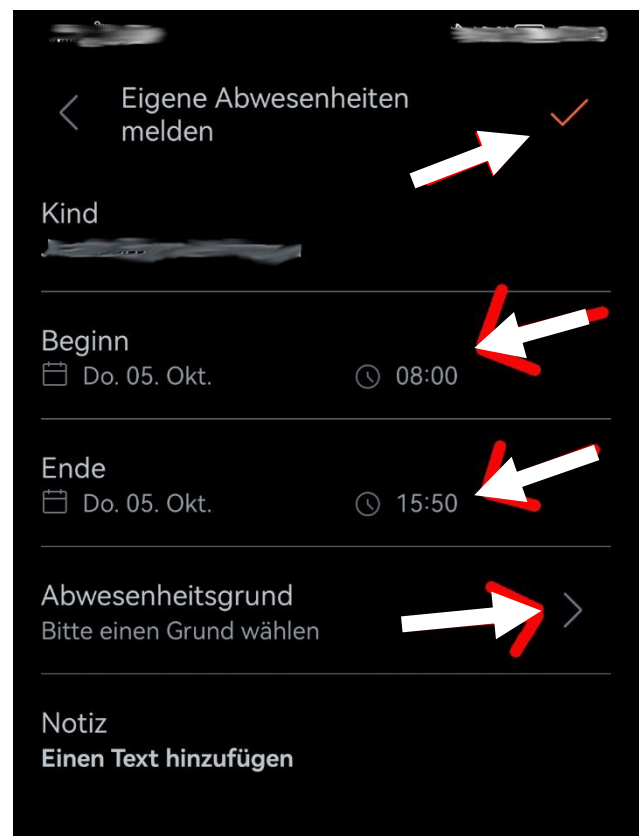 Eigene Abwesenheiten
melden
Kind
Beginn
Do. 05. Okt. 08:00
Ende
Do. 05. Okt. 15:50
Abwesenheitsgrund
Bitte einen Grund wählen
Notiz
Einen Text hinzufügen